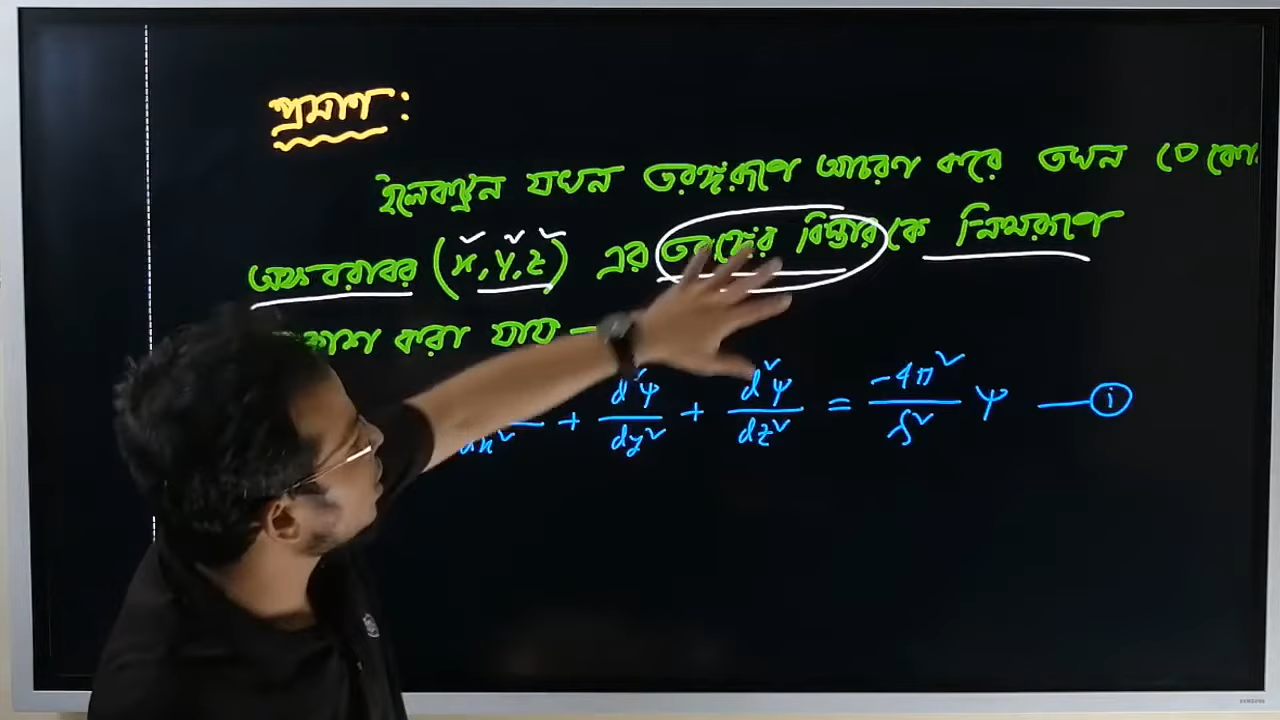 প্রমাণ :
ইলেকট্রন যখন তরঙ্গরূপে আচরণ করে তখন
অক্ষ বরাবর (x, y, z) এর তরঙ্গের বিস্তার কে নিম্নরূপে
করা যায় —
+ d²ψ/dy² + d²ψ/dz² = -4π²/λ² ψ — (i)
SAMSUNG